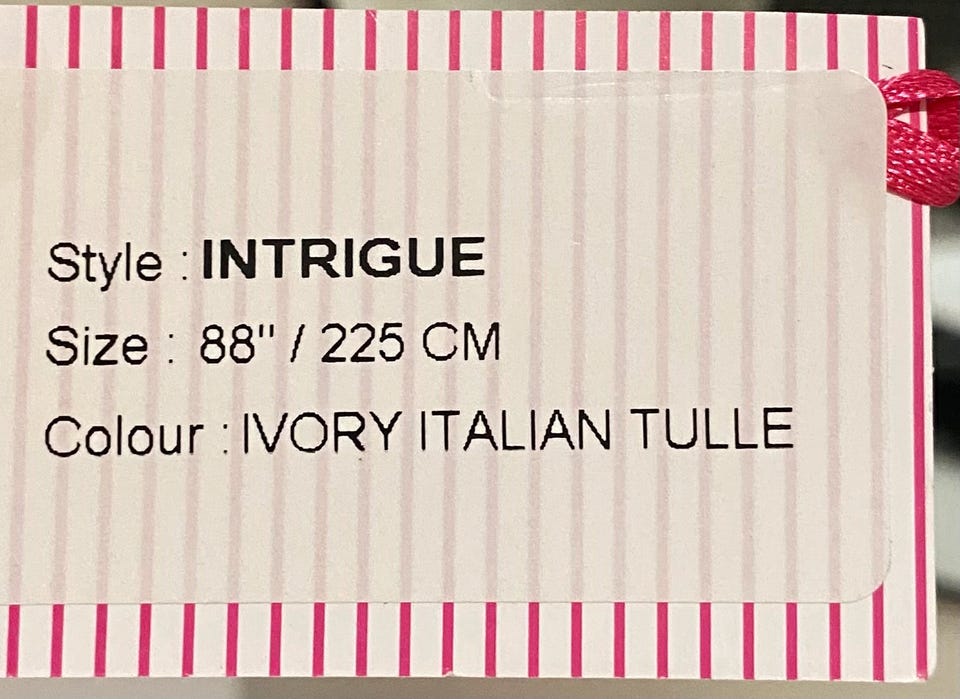 Style : INTRIGUE
Size : 88" / 225 CM
Colour : IVORY ITALIAN TULLE